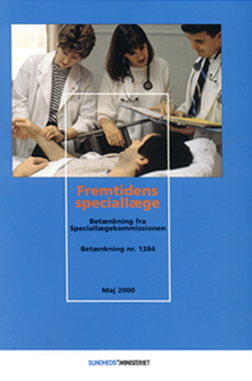 Fremtidens
speciallæge
Betænkning fra
Speciallægekommissionen
Betænkning nr. 1384
Maj 2000
SUNDHEDSMINISTERIET